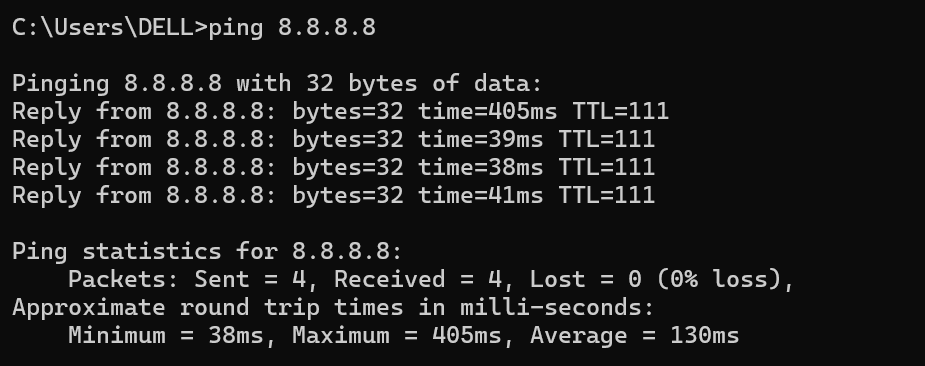 C:\Users\DELL>ping 8.8.8.8
Pinging 8.8.8.8 with 32 bytes of data:
Reply from 8.8.8.8: bytes=32 time=405ms TTL=111
Reply from 8.8.8.8: bytes=32 time=39ms TTL=111
Reply from 8.8.8.8: bytes=32 time=38ms TTL=111
Reply from 8.8.8.8: bytes=32 time=41ms TTL=111
Ping statistics for 8.8.8.8:
    Packets: Sent = 4, Received = 4, Lost = 0 (0% loss),
Approximate round trip times in milli-seconds:
    Minimum = 38ms, Maximum = 405ms, Average = 130ms